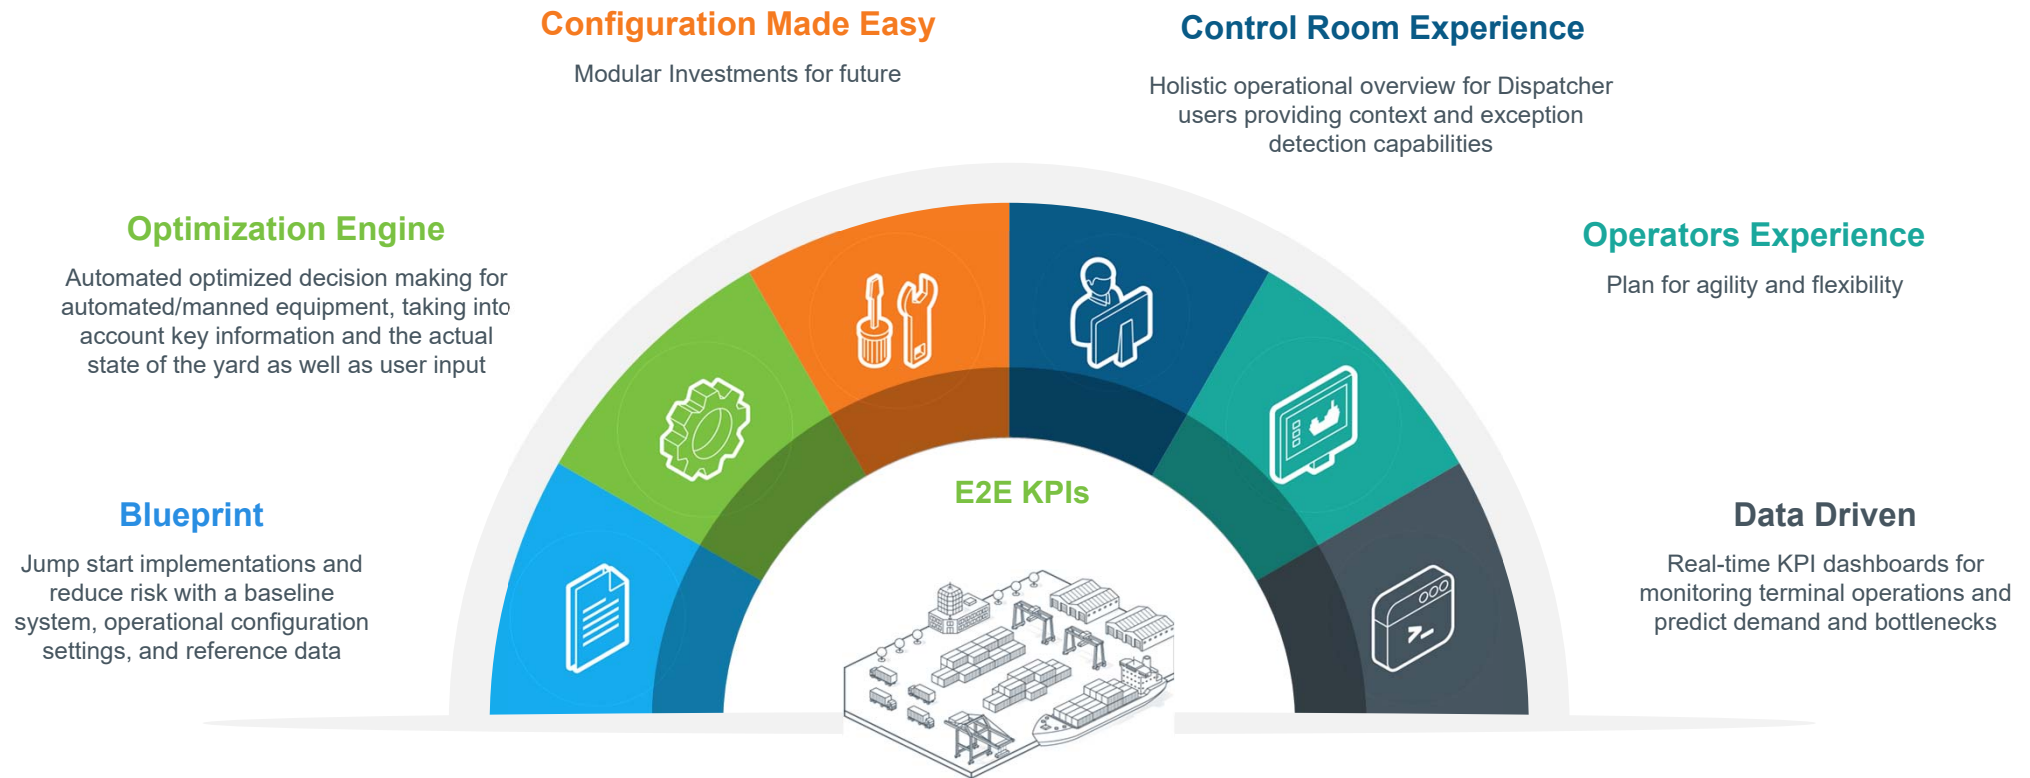 Configuration Made Easy
Modular Investments for future
Control Room Experience
Holistic operational overview for Dispatcher
users providing context and exception
detection capabilities
Optimization Engine
Automated optimized decision making for
automated/manned equipment, taking into
account key information and the actual
state of the yard as well as user input
Operators Experience
Plan for agility and flexibility
Blueprint
Jump start implementations and
reduce risk with a baseline
system, operational configuration
settings, and reference data
E2E KPIs
Data Driven
Real-time KPI dashboards for
monitoring terminal operations and
predict demand and bottlenecks